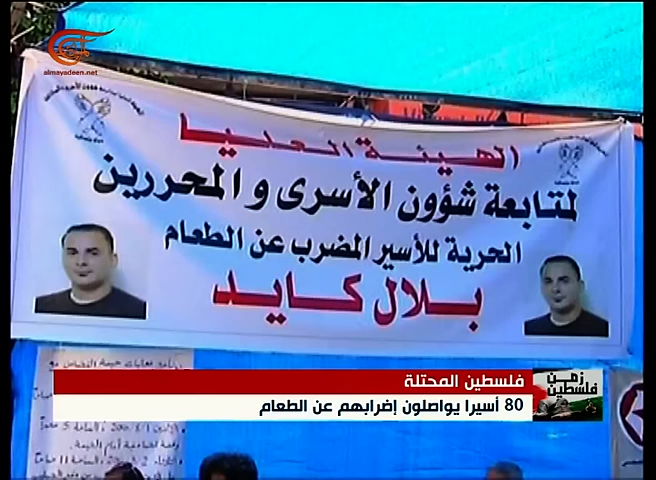 الميادين
almayadeen.net
الهيئة العليا
لمتابعة شؤون الأسرى و المحررين
الحرية للأسير المضرب عن الطعام
بلال كايد
زمن
فلسطين
فلسطين المحتلة
80 أسيرا يواصلون إضرابهم عن الطعام